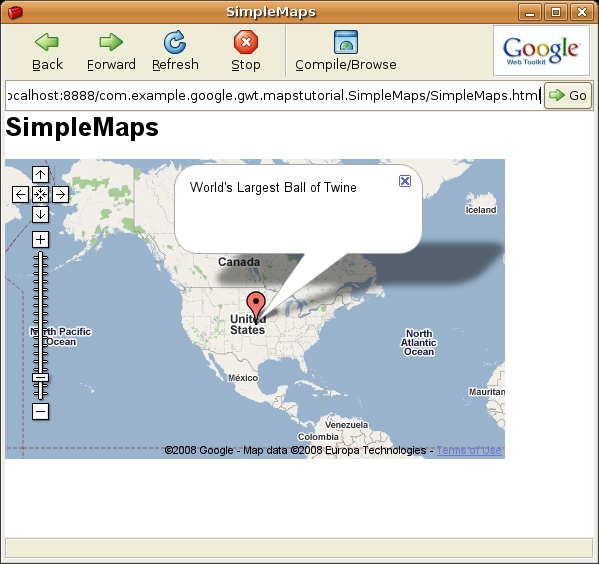 SimpleMaps
Back Forward Refresh Stop Compile/Browse
Google
Web Toolkit
ocalhost:8888/com.example.google.gwt.mapstutorial.SimpleMaps/SimpleMaps.html Go
SimpleMaps
World's Largest Ball of Twine
Iceland
Canada
United
States
North Pacific
Ocean
North
Atlantic
Ocean
México
Mauritan
Venezuela
Colombia
©2008 Google - Map data ©2008 Europa Technologies - Terms of Use